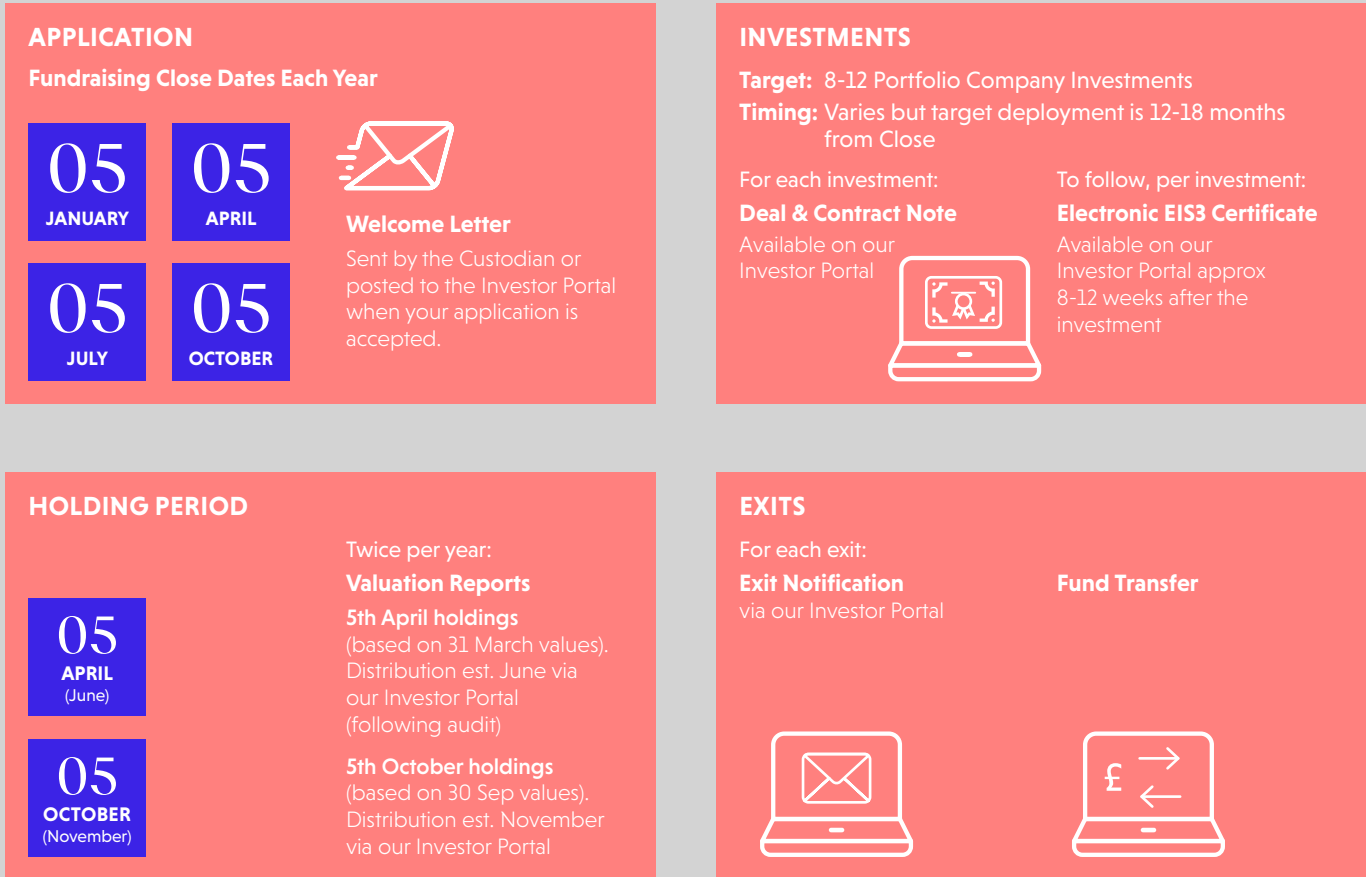 APPLICATION
Fundraising Close Dates Each Year
05
JANUARY
05
APRIL
05
JULY
05
OCTOBER
Welcome Letter
Sent by the Custodian or
posted to the Investor Portal
when your application is
accepted.
INVESTMENTS
Target: 8-12 Portfolio Company Investments
Timing: Varies but target deployment is 12-18 months
from Close
For each investment:
Deal & Contract Note
Available on our
Investor Portal
To follow, per investment:
Electronic EIS3 Certificate
Available on our
Investor Portal approx
8-12 weeks after the
investment
HOLDING PERIOD
05
APRIL
(June)
05
OCTOBER
(November)
Twice per year:
Valuation Reports
5th April holdings
(based on 31 March values).
Distribution est. June via
our Investor Portal
(following audit)
5th October holdings
(based on 30 Sep values).
Distribution est. November
via our Investor Portal
EXITS
For each exit:
Exit Notification
via our Investor Portal
Fund Transfer
£